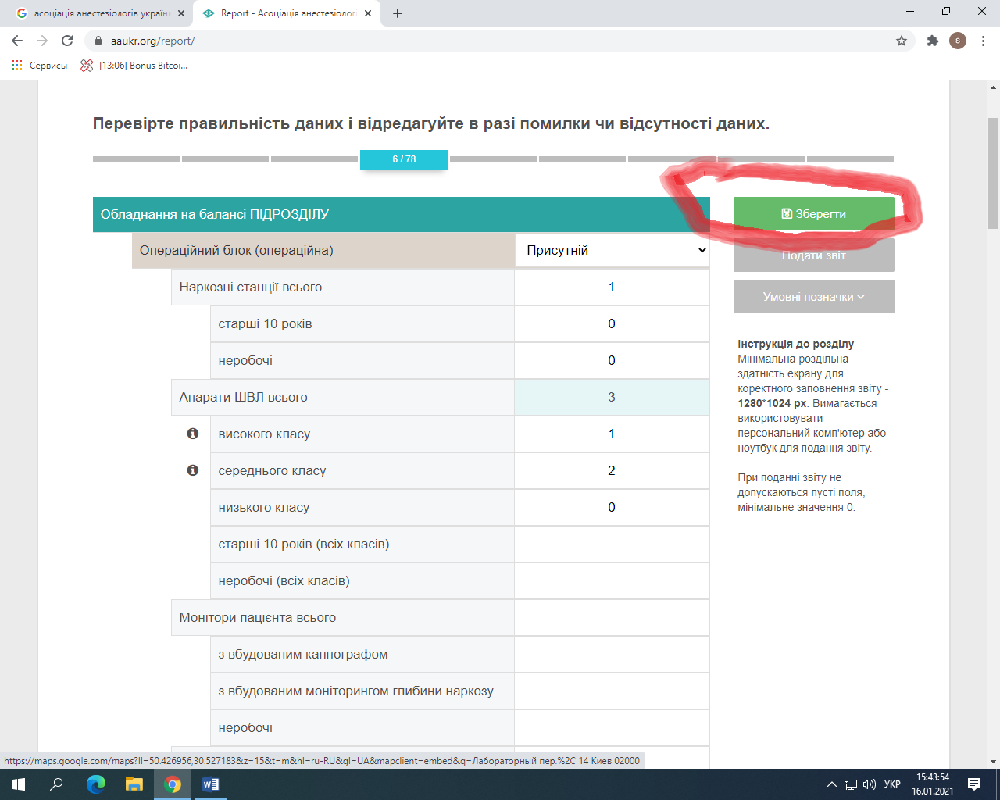 асоціація анестезіологів україни
Report - Асоціація анестезіолог
aaukr.org/report/
s
Сервисы
[13:06] Bonus Bitcoi...
Перевірте правильність даних і відредагуйте в разі помилки чи відсутності даних.
6 / 78
Обладнання на балансі ПІДРОЗДІЛУ
Зберегти
Операційний блок (операційна)
Присутній
Подати звіт
Наркозні станції всього
1
Умовні позначки
старші 10 років
0
неробочі
0
Апарати ШВЛ всього
3
високого класу
1
середнього класу
2
низького класу
0
старші 10 років (всіх класів)
неробочі (всіх класів)
Монітори пацієнта всього
з вбудованим капнографом
з вбудованим моніторингом глибини наркозу
неробочі
Інструкція до розділу
Мінімальна роздільна
здатність екрану для
коректного заповнення звіту -
1280*1024 px. Вимагається
використовувати
персональний комп'ютер або
ноутбук для подання звіту.
При поданні звіту не
допускаються пусті поля,
мінімальне значення 0.
https://maps.google.com/maps?ll=50.426956,30.527183&z=15&t=m&hl=ru-RU&gl=UA&mapclient=embed&q=Лабораторный пер.%2C 14 Киев 02000
УКР
15:43:54
16.01.2021